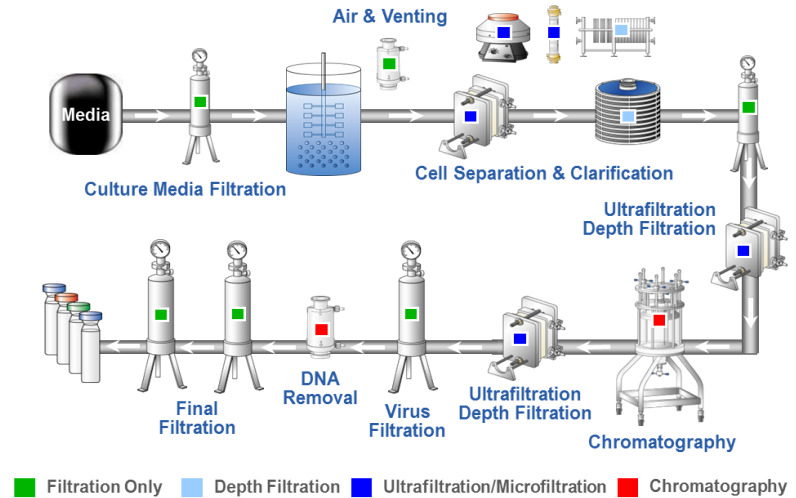 Air & Venting
Media
Culture Media Filtration
Cell Separation & Clarification
Ultrafiltration
Depth Filtration
Final
Filtration
DNA
Removal
Virus
Filtration
Ultrafiltration
Depth Filtration
Chromatography
Filtration Only
Depth Filtration
Ultrafiltration/Microfiltration
Chromatography